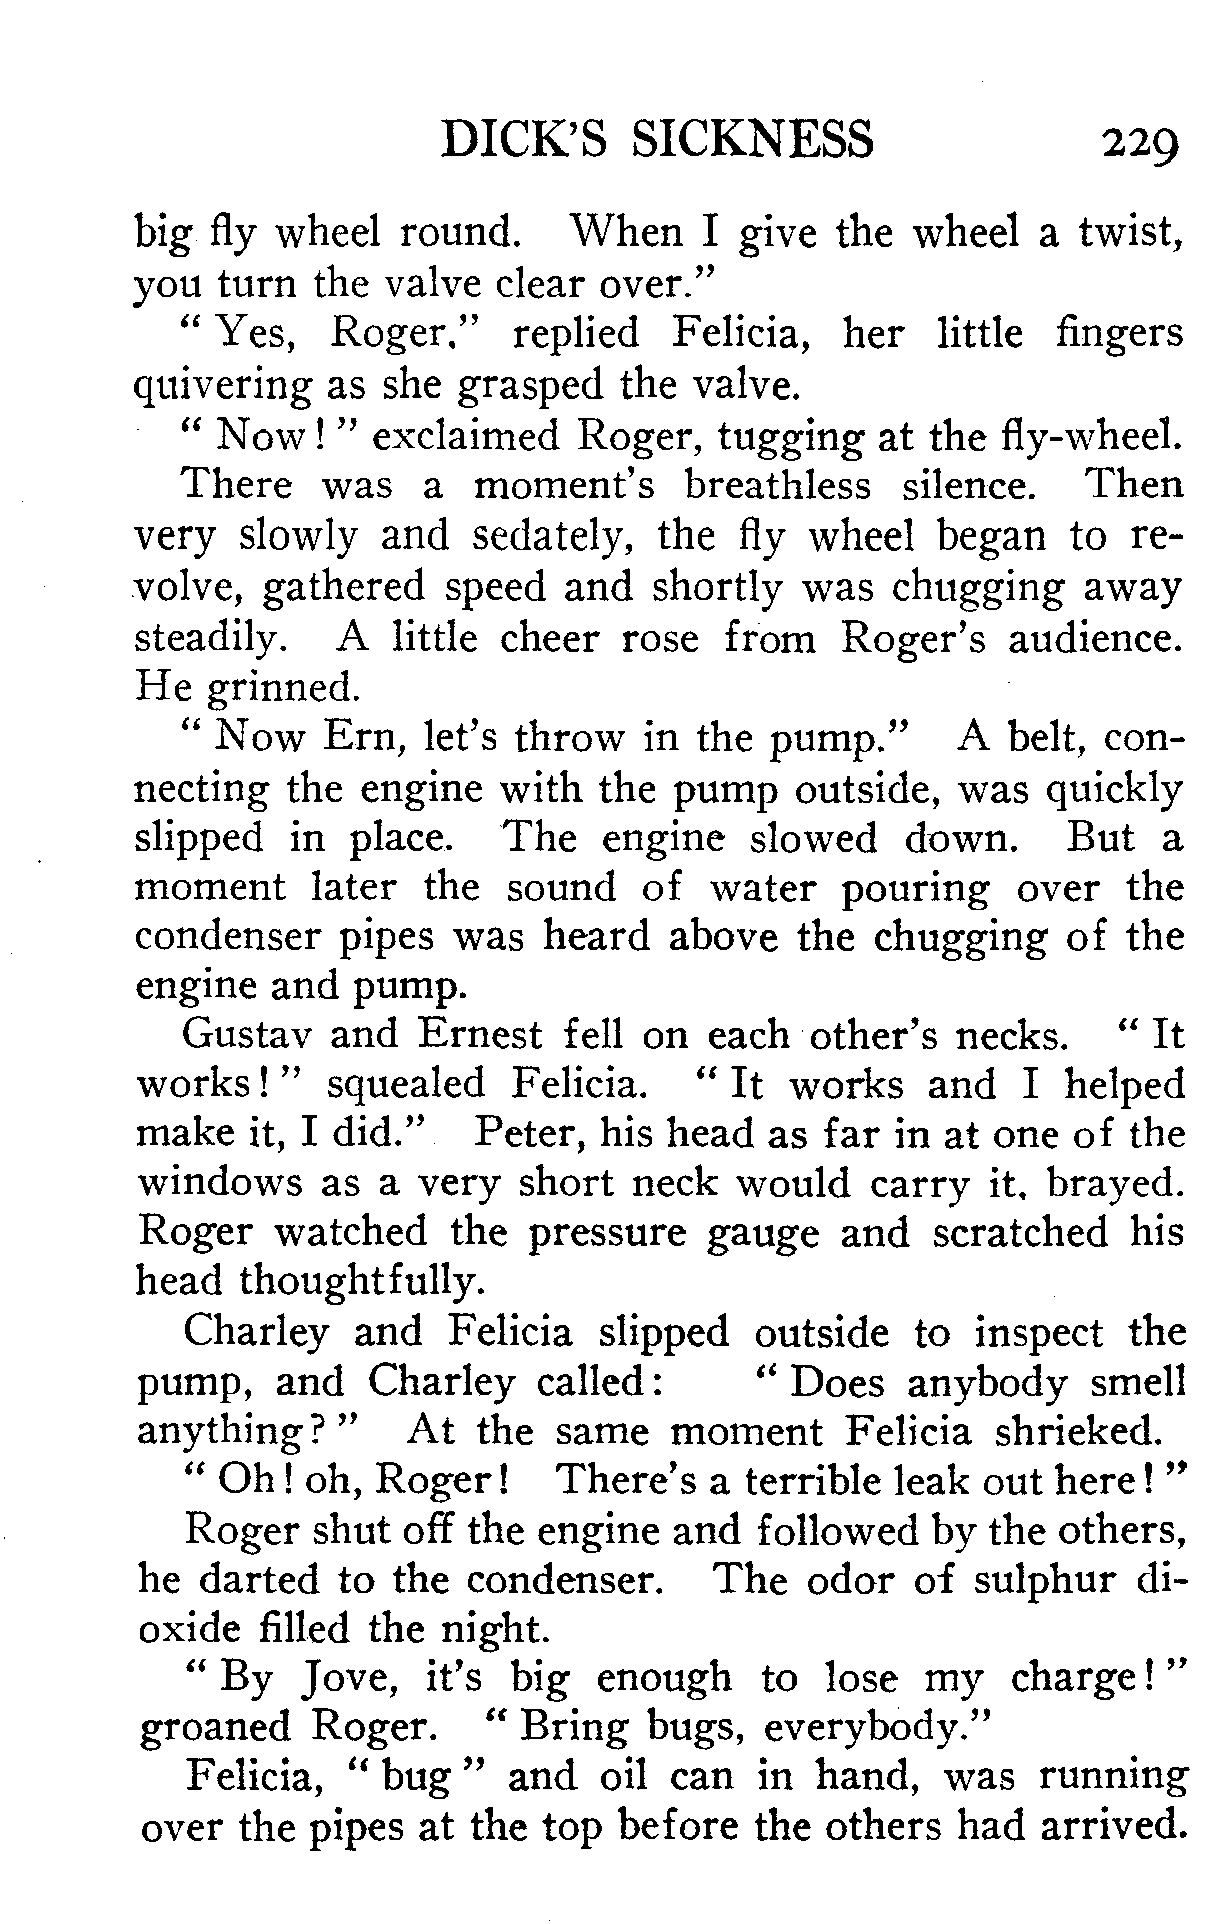 DICK'S SICKNESS 229
big fly wheel round. When I give the wheel a twist,
you turn the valve clear over."
" Yes, Roger," replied Felicia, her little fingers
quivering as she grasped the valve.
" Now ! " exclaimed Roger, tugging at the fly-wheel.
There was a moment's breathless silence. Then
very slowly and sedately, the fly wheel began to re-
volve, gathered speed and shortly was chugging away
steadily. A little cheer rose from Roger's audience.
He grinned.
" Now Ern, let's throw in the pump." A belt, con-
necting the engine with the pump outside, was quickly
slipped in place. The engine slowed down. But a
moment later the sound of water pouring over the
condenser pipes was heard above the chugging of the
engine and pump.
Gustav and Ernest fell on each other's necks. " It
works ! " squealed Felicia. " It works and I helped
make it, I did." Peter, his head as far in at one of the
windows as a very short neck would carry it, brayed.
Roger watched the pressure gauge and scratched his
head thoughtfully.
Charley and Felicia slipped outside to inspect the
pump, and Charley called : " Does anybody smell
anything ? " At the same moment Felicia shrieked.
" Oh ! oh, Roger ! There's a terrible leak out here ! "
Roger shut off the engine and followed by the others,
he darted to the condenser. The odor of sulphur di-
oxide filled the night.
" By Jove, it's big enough to lose my charge ! "
groaned Roger. " Bring bugs, everybody."
Felicia, " bug " and oil can in hand, was running
over the pipes at the top before the others had arrived.